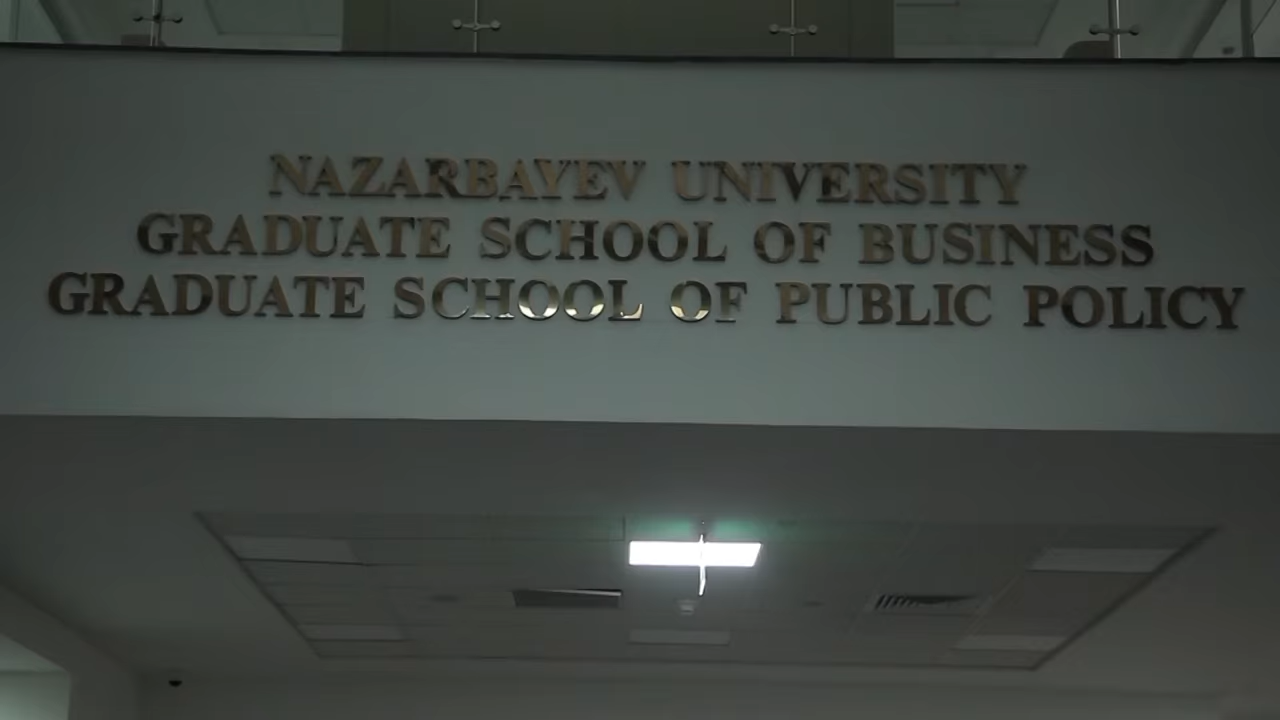 NAZARBAYEV UNIVERSITY
GRADUATE SCHOOL OF BUSINESS
GRADUATE SCHOOL OF PUBLIC POLICY